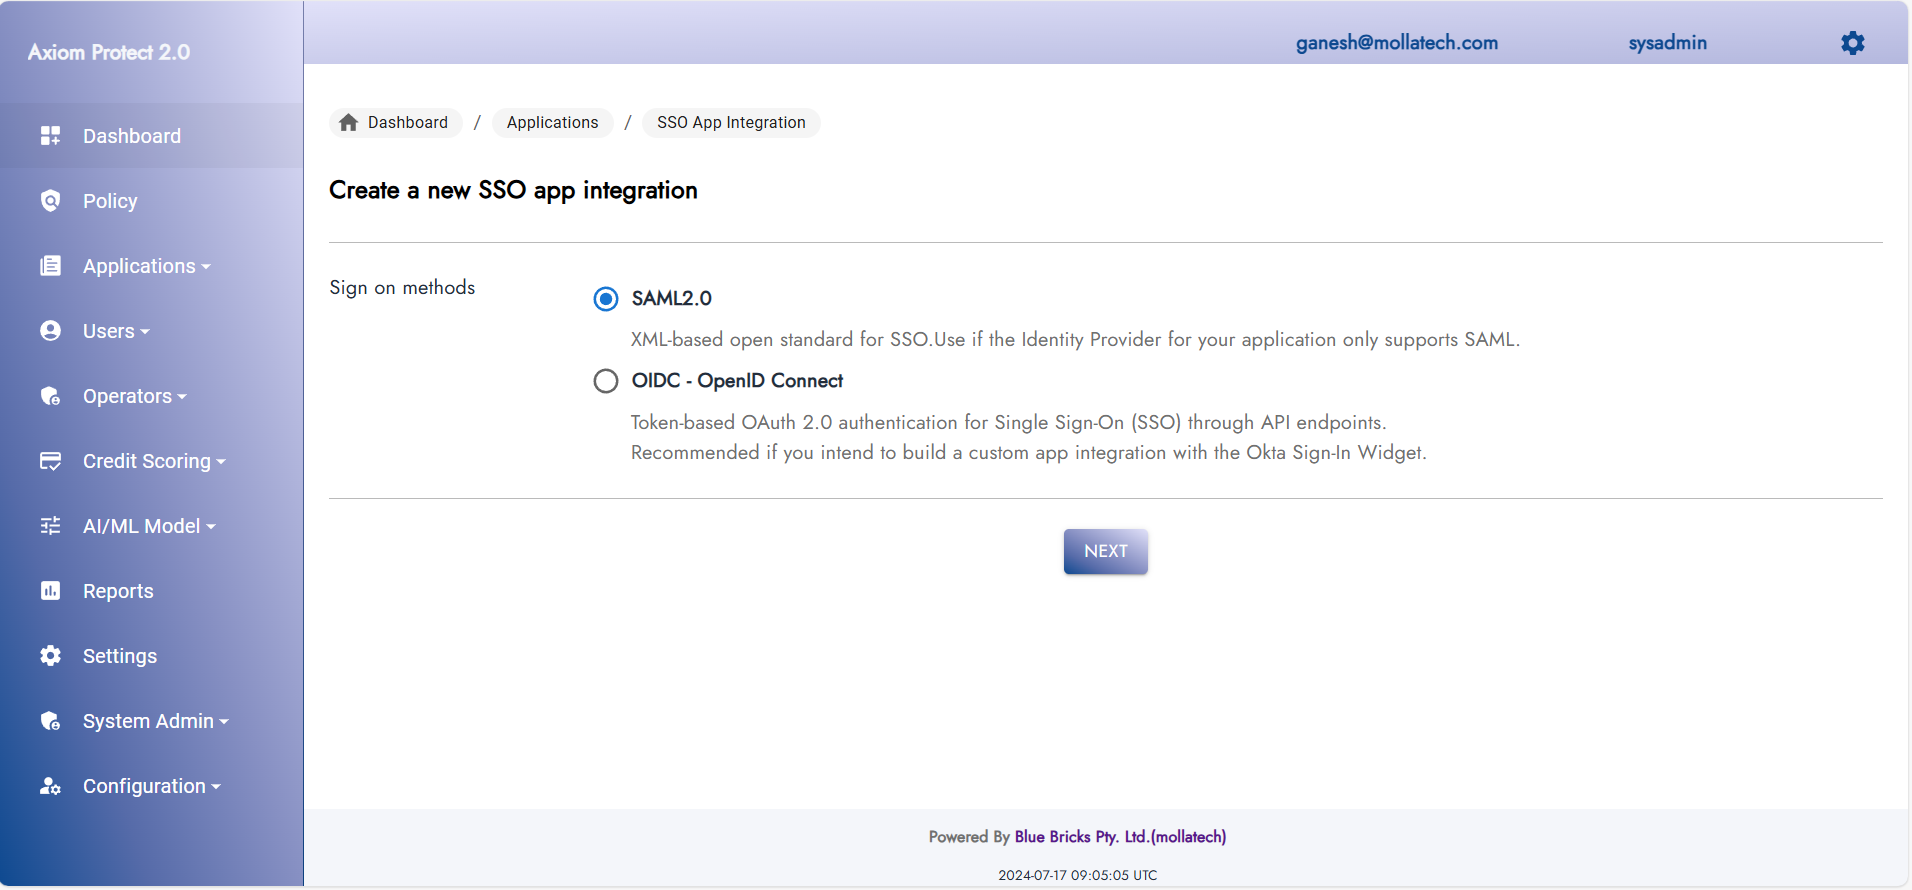 Axiom Protect 2.0
ganesh@mollatech.com
sysadmin
Dashboard
Policy
Applications
Users
Operators
Credit Scoring
AI/ML Model
Reports
Settings
System Admin
Configuration
Dashboard / Applications / SSO App Integration
Create a new SSO app integration
Sign on methods
SAML2.0
XML-based open standard for SSO.Use if the Identity Provider for your application only supports SAML.
OIDC - OpenID Connect
Token-based OAuth 2.0 authentication for Single Sign-On (SSO) through API endpoints.
Recommended if you intend to build a custom app integration with the Okta Sign-In Widget.
NEXT
Powered By Blue Bricks Pty. Ltd.(mollatech)
2024-07-17 09:05:05 UTC